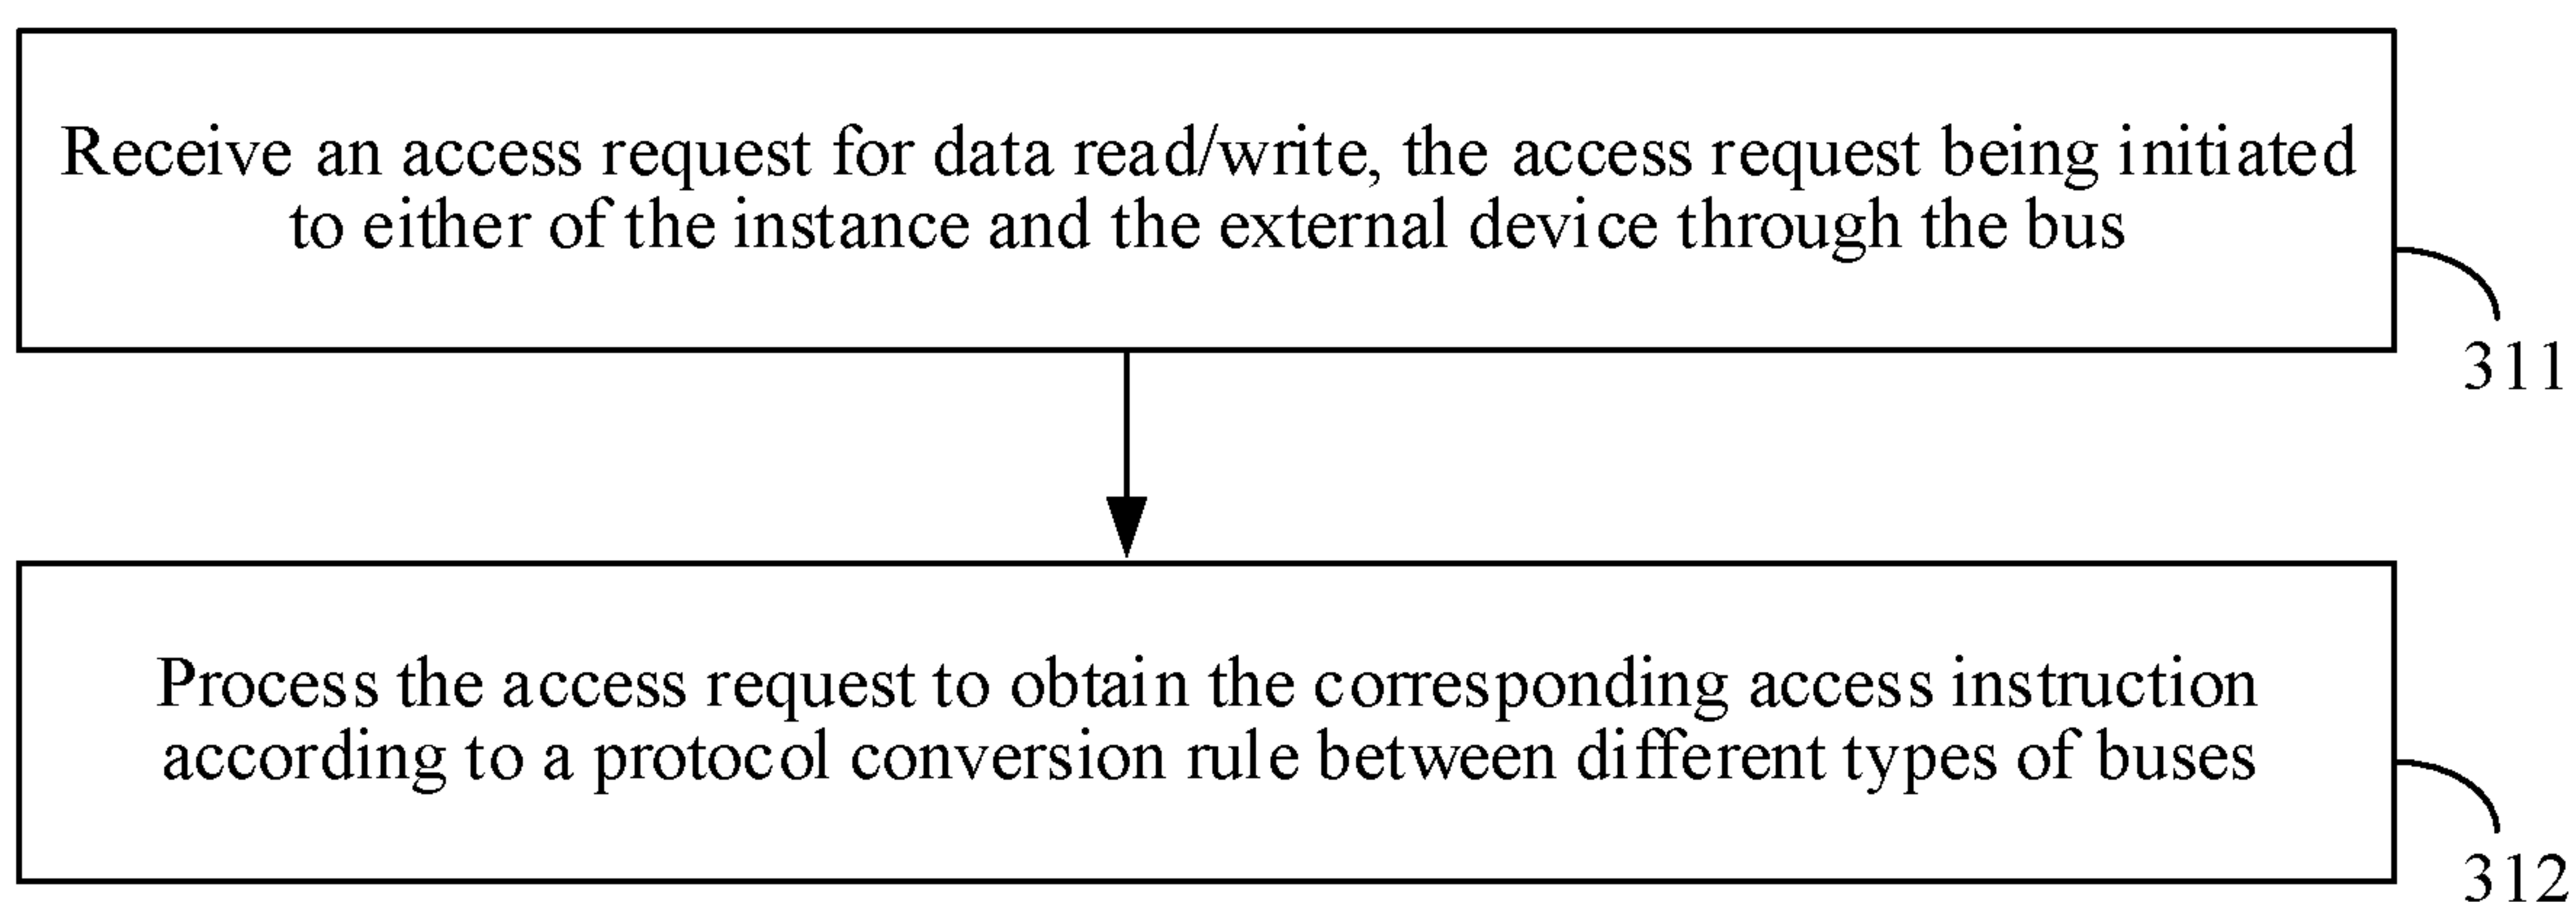 Receive an access request for data read/write, the access request being initiated
to either of the instance and the external device through the bus
311
Process the access request to obtain the corresponding access instruction
according to a protocol conversion rule between different types of buses
312